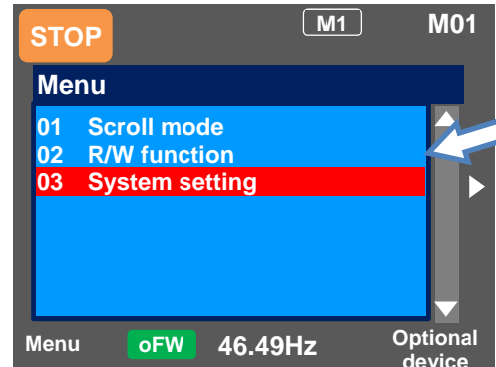 STOP M1 M01
Menu
01 Scroll mode
02 R/W function
03 System setting
Menu oFW 46.49Hz Optional
device